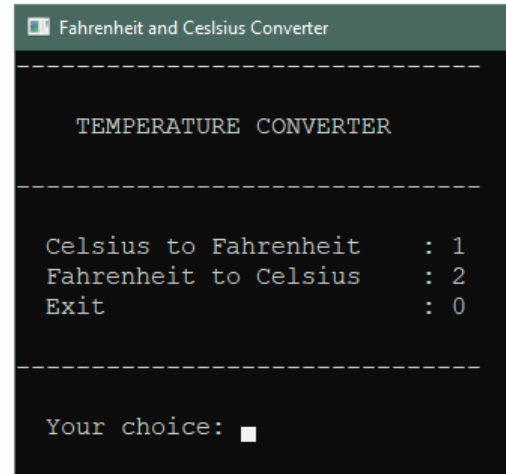 Fahrenheit and Ceslsius Converter
-------------------------------
TEMPERATURE CONVERTER
-------------------------------
Celsius to Fahrenheit : 1
Fahrenheit to Celsius : 2
Exit : 0
-------------------------------
Your choice: